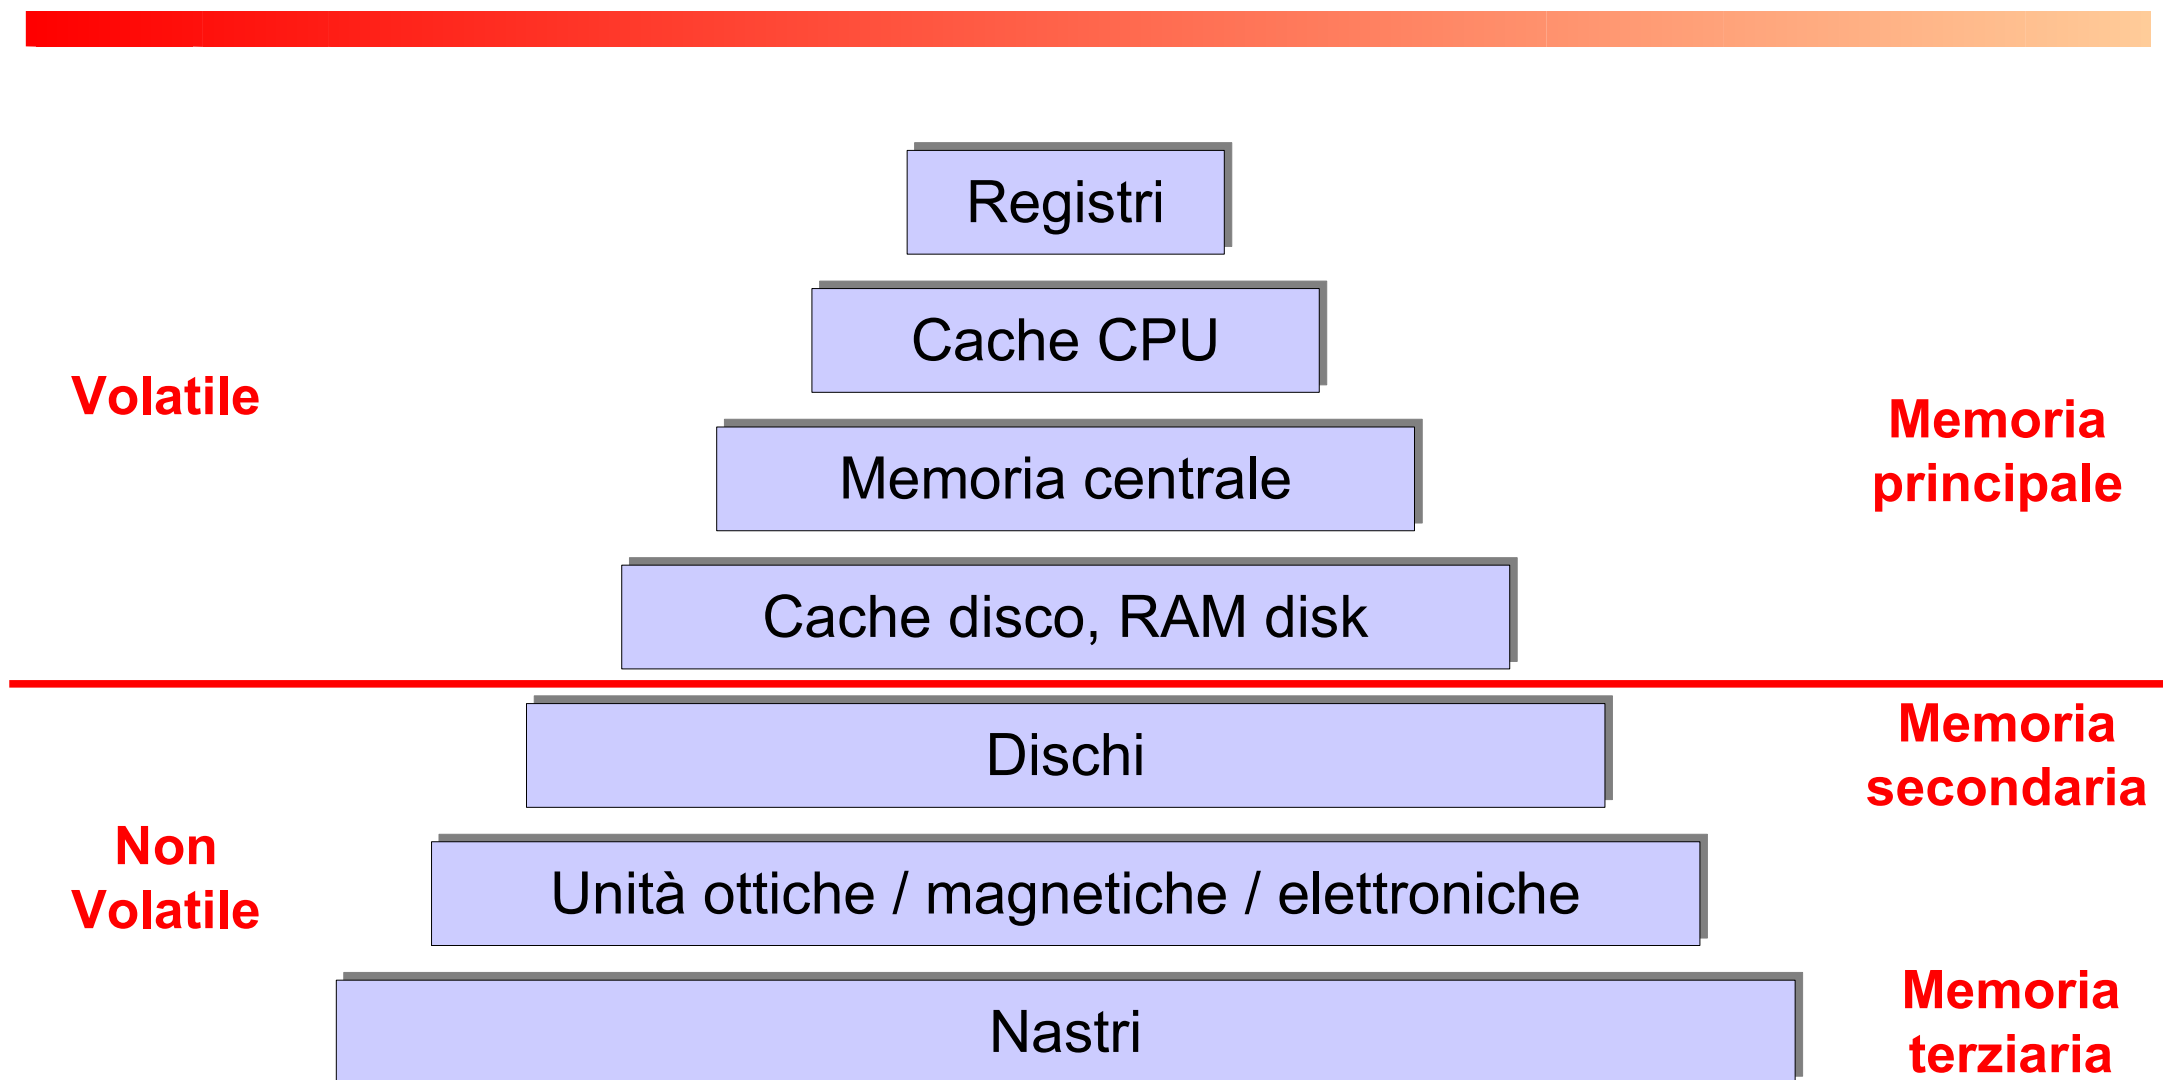 Registri
Cache CPU
Volatile
Memoria
principale
Memoria centrale
Cache disco, RAM disk
Dischi
Memoria
secondaria
Non
Volatile
Unità ottiche / magnetiche / elettroniche
Nastri
Memoria
terziaria